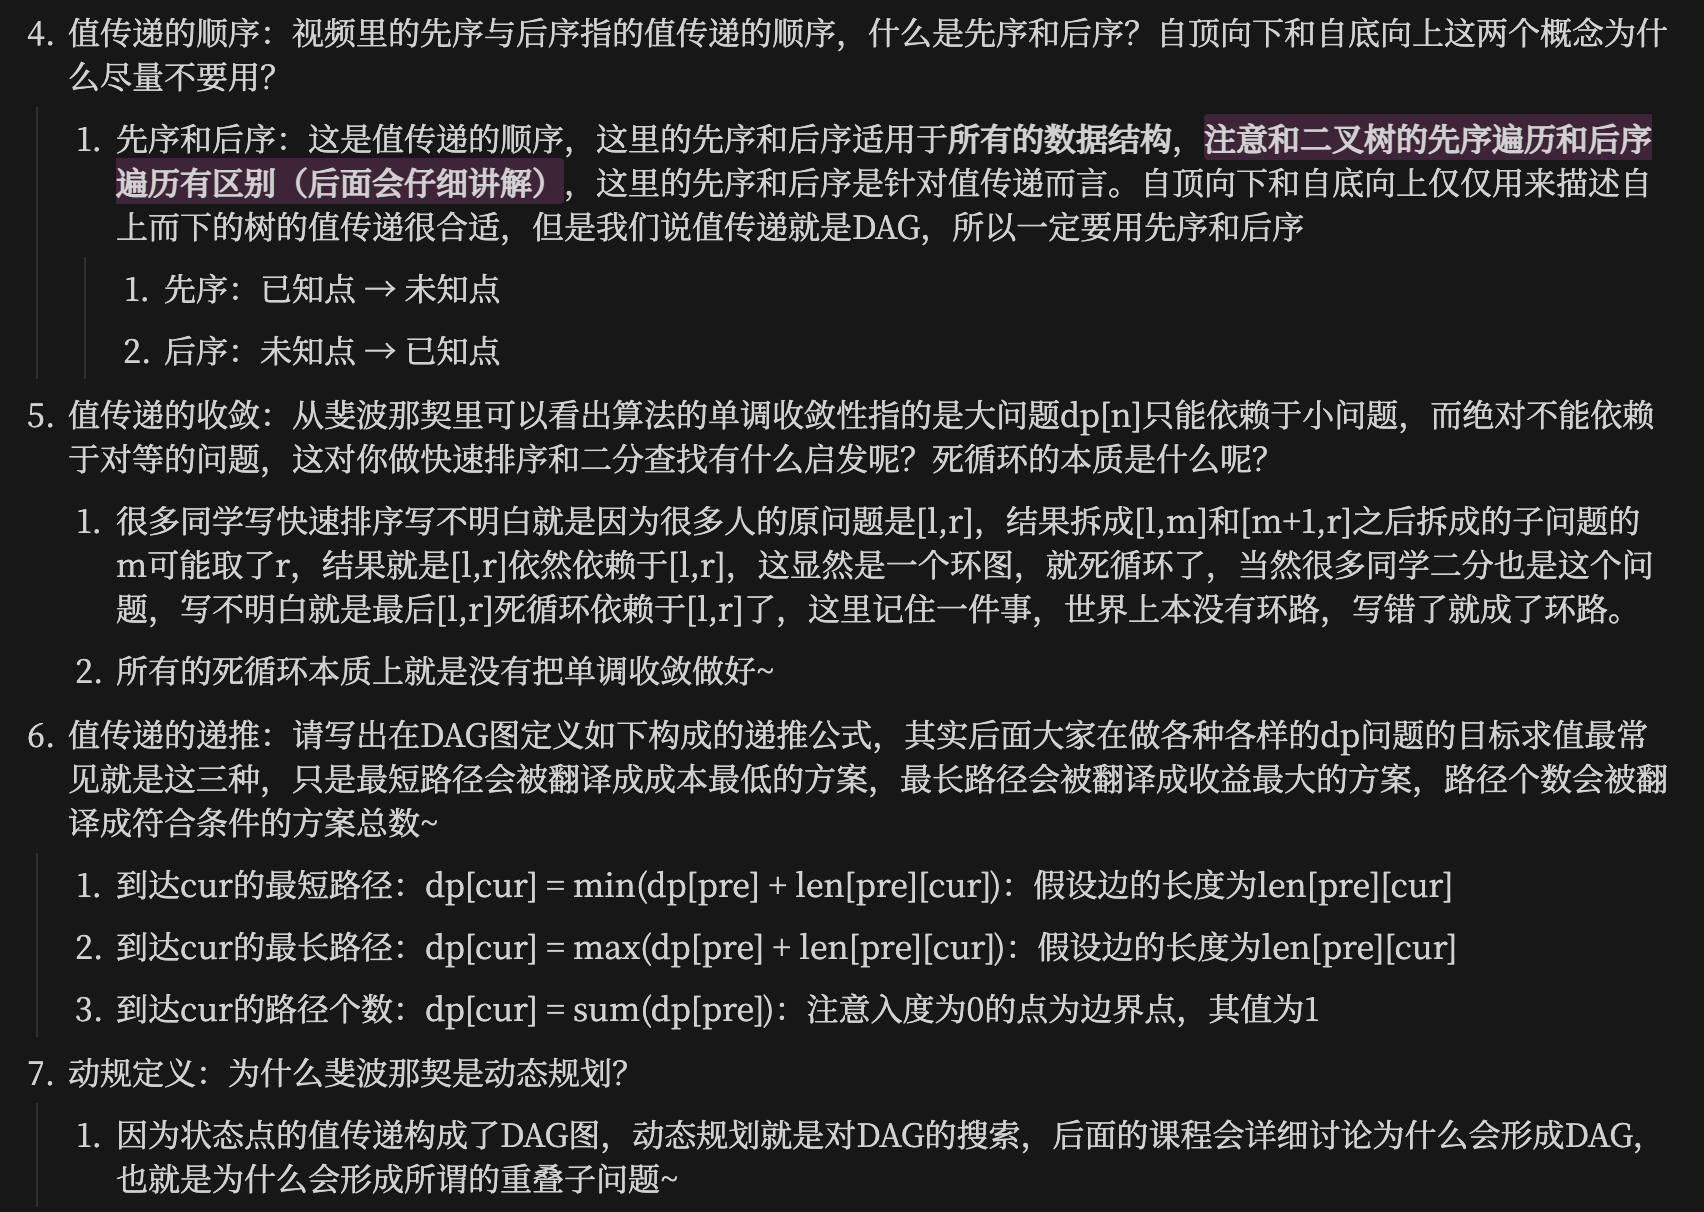 4. 值传递的顺序：视频里的先序与后序指的值传递的顺序，什么是先序和后序？自顶向下和自底向上这两个概念为什
么尽量不要用？
1. 先序和后序：这是值传递的顺序，这里的先序和后序适用于所有的数据结构，注意和二叉树的先序遍历和后序
遍历有区别（后面会仔细讲解），这里的先序和后序是针对值传递而言。自顶向下和自底向上仅仅用来描述自
上而下的树的值传递很合适，但是我们说值传递就是DAG，所以一定要用先序和后序
1. 先序：已知点 → 未知点
2. 后序：未知点 → 已知点
5. 值传递的收敛：从斐波那契里可以看出算法的单调收敛性指的是大问题dp[n]只能依赖于小问题，而绝对不能依赖
于对等的问题，这对你做快速排序和二分查找有什么启发呢？死循环的本质是什么呢？
1. 很多同学写快速排序写不明白就是因为很多人的原问题是[l,r]，结果拆成[l,m]和[m+1,r]之后拆成的子问题的
m可能取了r，结果就是[l,r]依然依赖于[l,r]，这显然是一个环图，就死循环了，当然很多同学二分也是这个问
题，写不明白就是最后[l,r]死循环依赖于[l,r]了，这里记住一件事，世界上本没有环路，写错了就成了环路。
2. 所有的死循环本质上就是没有把单调收敛做好~
6. 值传递的递推：请写出在DAG图定义如下构成的递推公式，其实后面大家在做各种各样的dp问题的目标求值最常
见就是这三种，只是最短路径会被翻译成成本最低的方案，最长路径会被翻译成收益最大的方案，路径个数会被翻
译成符合条件的方案总数~
1. 到达cur的最短路径：dp[cur] = min(dp[pre] + len[pre][cur])：假设边的长度为len[pre][cur]
2. 到达cur的最长路径：dp[cur] = max(dp[pre] + len[pre][cur])：假设边的长度为len[pre][cur]
3. 到达cur的路径个数：dp[cur] = sum(dp[pre])：注意入度为0的点为边界点，其值为1
7. 动规定义：为什么斐波那契是动态规划？
1. 因为状态点的值传递构成了DAG图，动态规划就是对DAG的搜索，后面的课程会详细讨论为什么会形成DAG，
也就是为什么会形成所谓的重叠子问题~